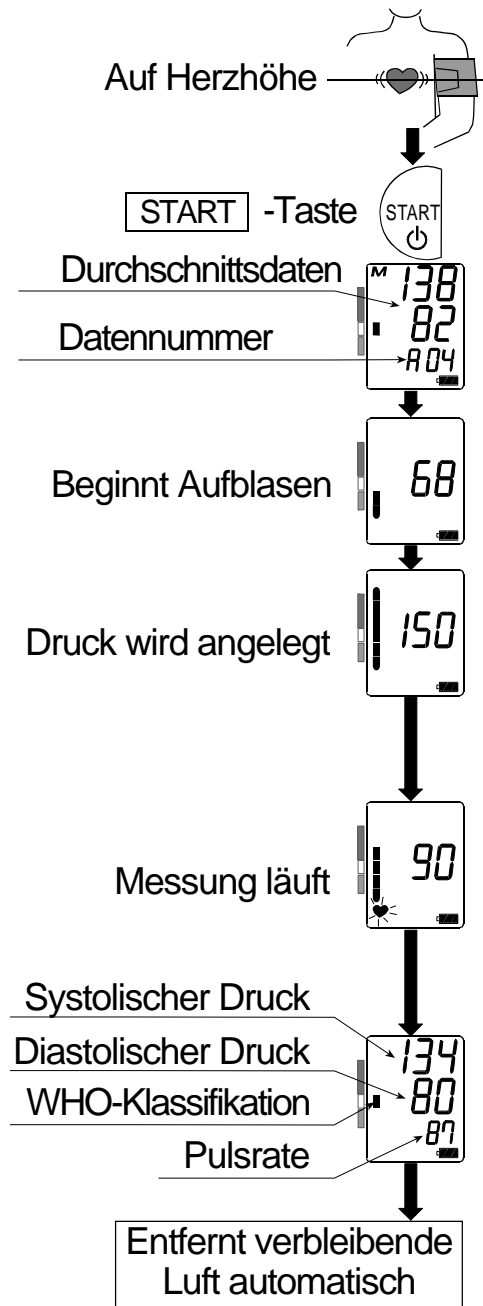 Auf Herzhöhe
START -Taste
START
Durchschnittsdaten
M 138
82
Datennummer
A04
Beginnt Aufblasen
68
Druck wird angelegt
150
Messung läuft
90
Systolischer Druck
134
Diastolischer Druck
80
WHO-Klassifikation
Pulsrate
87
Entfernt verbleibende
Luft automatisch